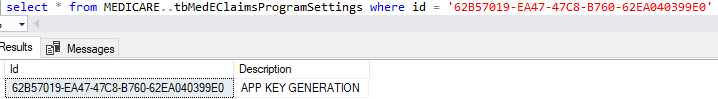 select * from MEDICARE..tbMedEClaimsProgramSettings where id = '62B57019-EA47-47C8-B760-62EA040399E0'
Results Messages
Id Description
62B57019-EA47-47C8-B760-62EA040399E0 APP KEY GENERATION